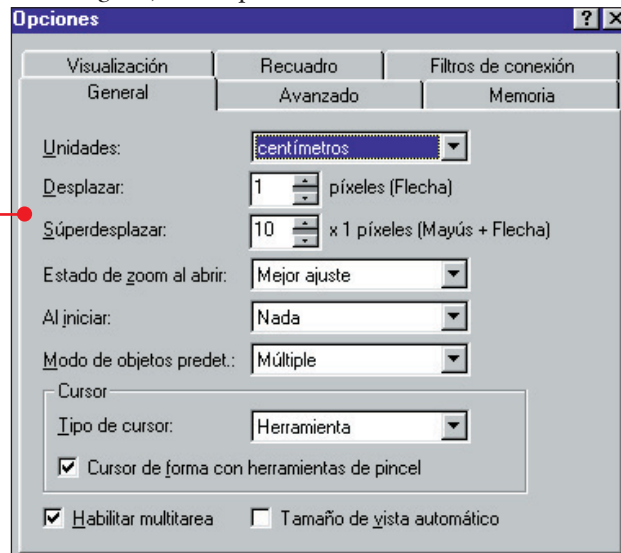 Opciones
Visualización Recuadro Filtros de conexión
General Avanzado Memoria
Unidades: centímetros
Desplazar: 1 píxeles (Flecha)
Súperdesplazar: 10 x 1 píxeles (Mayús + Flecha)
Estado de zoom al abrir: Mejor ajuste
Al iniciar: Nada
Modo de objetos predet.: Múltiple
Cursor
Tipo de cursor: Herramienta
Cursor de forma con herramientas de pincel
Habilitar multitarea Tamaño de vista automático